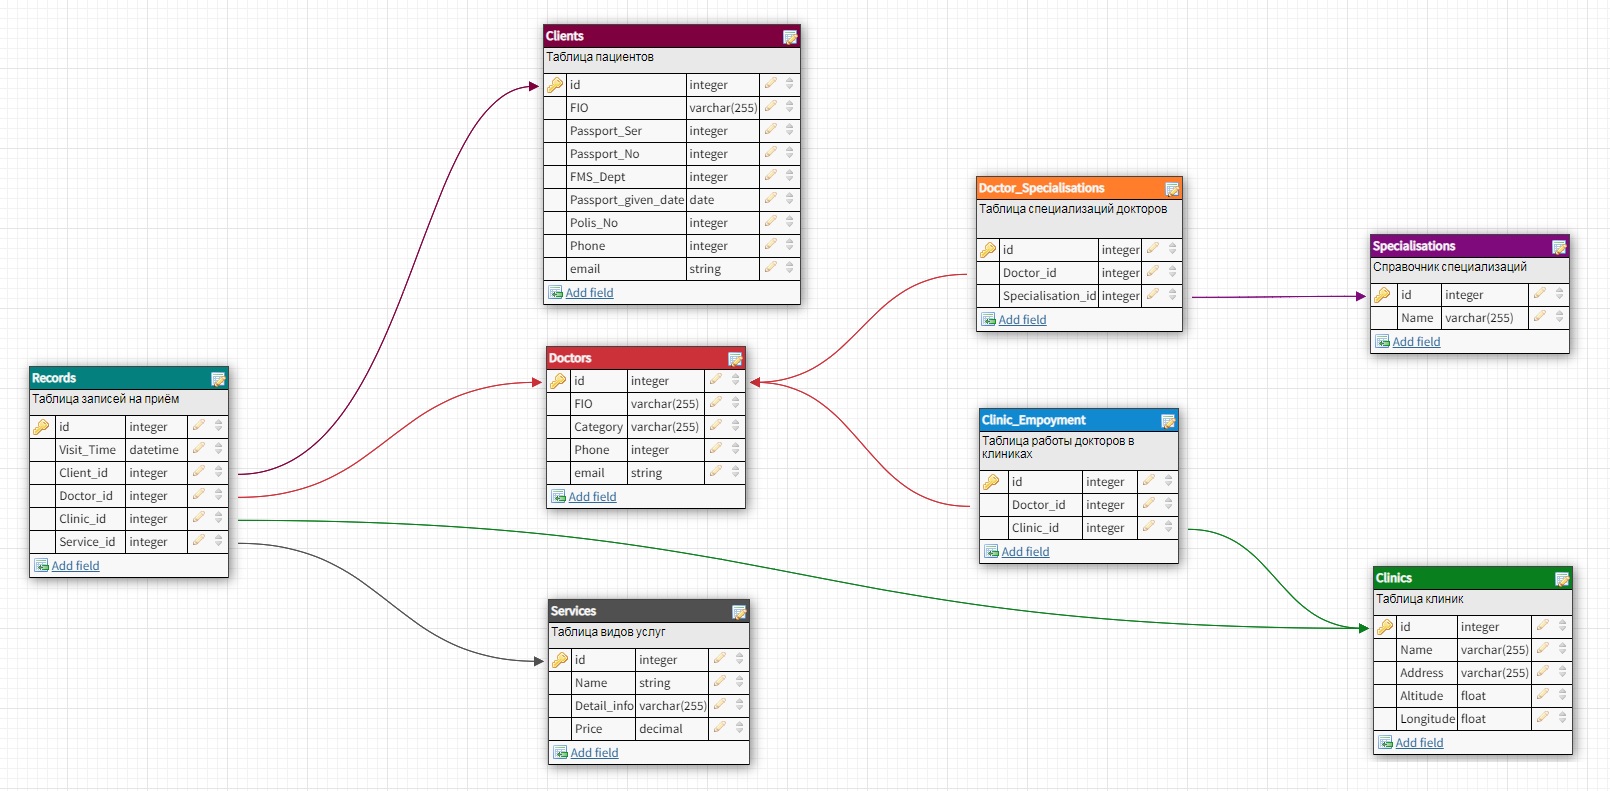 Clients
Таблица пациентов
id integer
FIO varchar(255)
Passport_Ser integer
Passport_No integer
FMS_Dept integer
Passport_given_date date
Polis_No integer
Phone integer
email string
Add field
Doctor_Specialisations
Таблица специализаций докторов
id integer
Doctor_id integer
Specialisation_id integer
Add field
Specialisations
Справочник специализаций
id integer
Name varchar(255)
Add field
Doctors
id integer
FIO varchar(255)
Category varchar(255)
Phone integer
email string
Add field
Records
Таблица записей на приём
id integer
Visit_Time datetime
Client_id integer
Doctor_id integer
Clinic_id integer
Service_id integer
Add field
Clinic_Empoyment
Таблица работы докторов в
клиниках
id integer
Doctor_id integer
Clinic_id integer
Add field
Services
Таблица видов услуг
id integer
Name string
Detail_info varchar(255)
Price decimal
Add field
Clinics
Таблица клиник
id integer
Name varchar(255)
Address varchar(255)
Altitude float
Longitude float
Add field